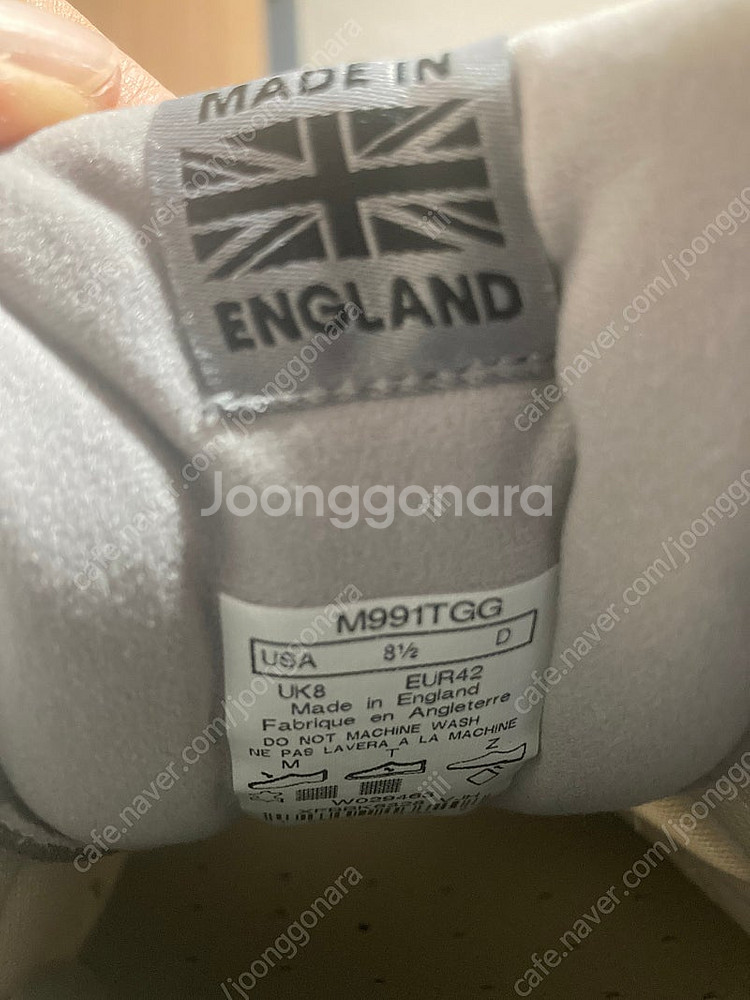 MADE IN
ENGLAND
Joonggonara
M991TGG
USA 8½ D
UK8 EUR42
Made in England
Fabrique en Angleterre
DO NOT MACHINE WASH
NE PAS LAVERA A LA MACHINE
M T Z
cafe.naver.com/joonggonara